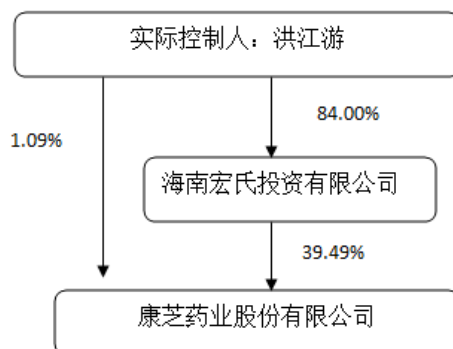 实际控制人：洪江游
84.00%
1.09%
海南宏氏投资有限公司
39.49%
康芝药业股份有限公司